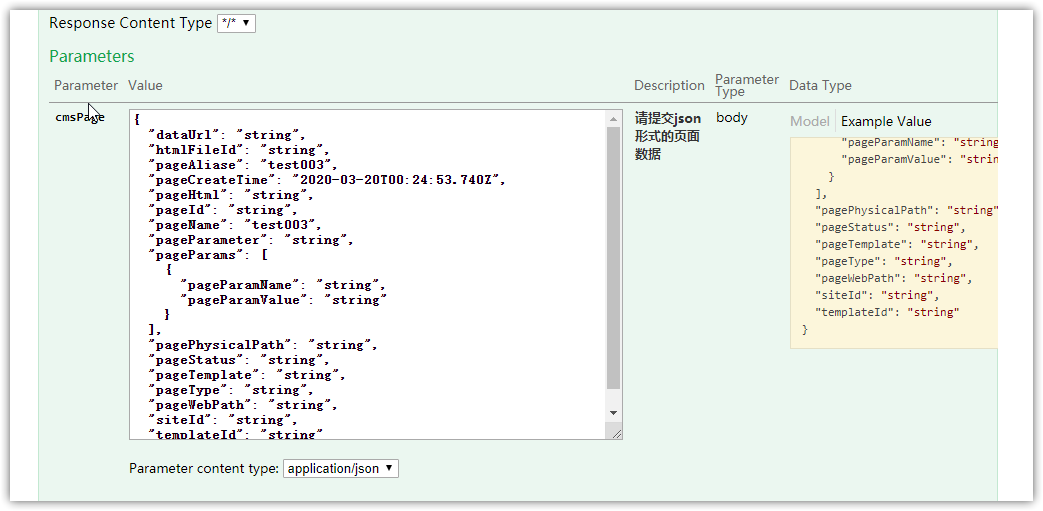 Response Content Type */*
Parameters
Parameter Value Description Parameter Type Data Type
cmsPage
{
"dataUrl": "string",
"htmlFileId": "string",
"pageAliase": "test003",
"pageCreateTime": "2020-03-20T00:24:53.740Z",
"pageHtml": "string",
"pageId": "string",
"pageName": "test003",
"pageParameter": "string",
"pageParams": [
{
"pageParamName": "string",
"pageParamValue": "string"
}
],
"pagePhysicalPath": "string",
"pageStatus": "string",
"pageTemplate": "string",
"pageType": "string",
"pageWebPath": "string",
"siteId": "string",
"templateId": "string"
请提交json
形式的页面
数据
body
Model Example Value
"pageParamName": "string
"pageParamValue": "strin
}
],
"pagePhysicalPath": "string"
"pageStatus": "string",
"pageTemplate": "string",
"pageType": "string",
"pageWebPath": "string",
"siteId": "string",
"templateId": "string"
}
Parameter content type: application/json